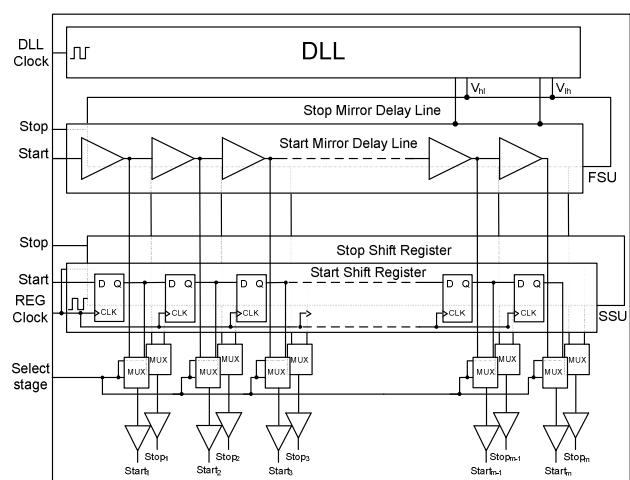 DLL
DLL
Clock
V_hl
V_lh
Stop Mirror Delay Line
Stop
Start
Start Mirror Delay Line
FSU
Stop
Stop Shift Register
Start
Start Shift Register
D Q
D Q
D Q
D Q
D Q
REG
Clock
CLK
CLK
CLK
CLK
CLK
SSU
Select
stage
MUX
MUX
MUX
MUX
MUX
MUX
MUX
MUX
MUX
MUX
Stop1
Stop2
Stop3
Stopm-1
Stopm
Start1
Start2
Start3
Startm-1
Startm